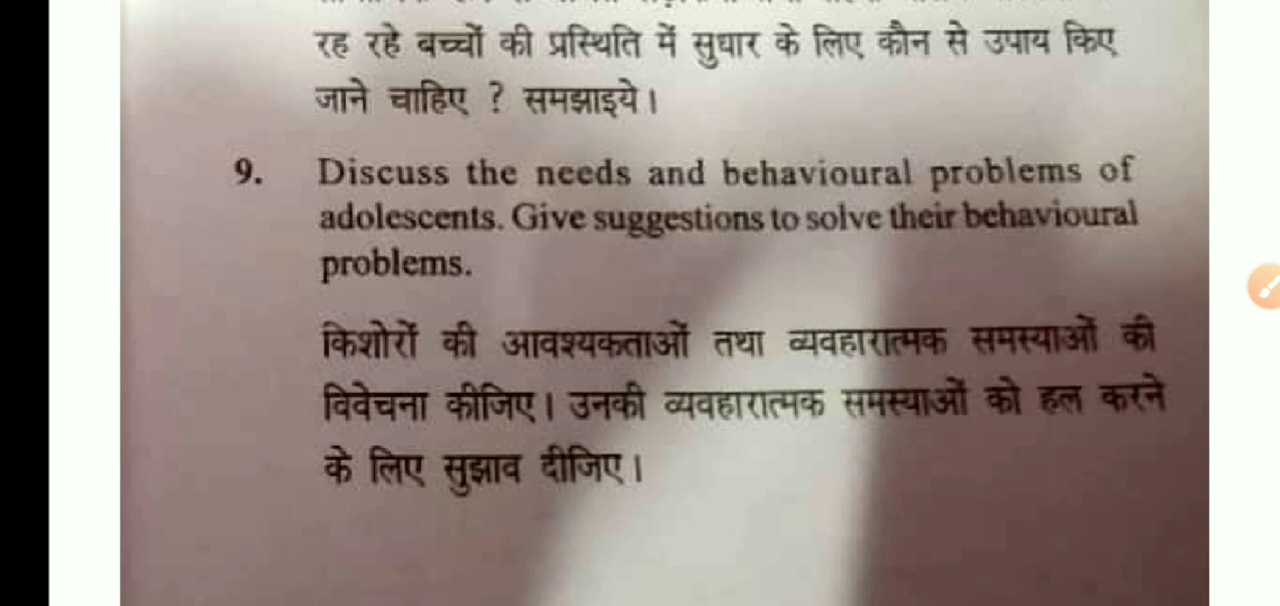 रह रहे बच्चों की प्रस्थिति में सुधार के लिए कौन से उपाय किए
जाने चाहिए ? समझाइये।
9. Discuss the needs and behavioural problems of
adolescents. Give suggestions to solve their behavioural
problems.
किशोरों की आवश्यकताओं तथा व्यवहारात्मक समस्याओं की
विवेचना कीजिए। उनकी व्यवहारात्मक समस्याओं को हल करने
के लिए सुझाव दीजिए।